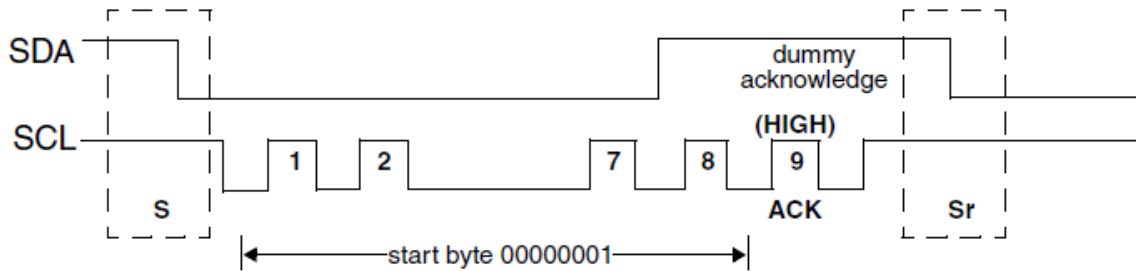 SDA
dummy
acknowledge
SCL
(HIGH)
1 2 7 8 9
S ACK Sr
start byte 00000001